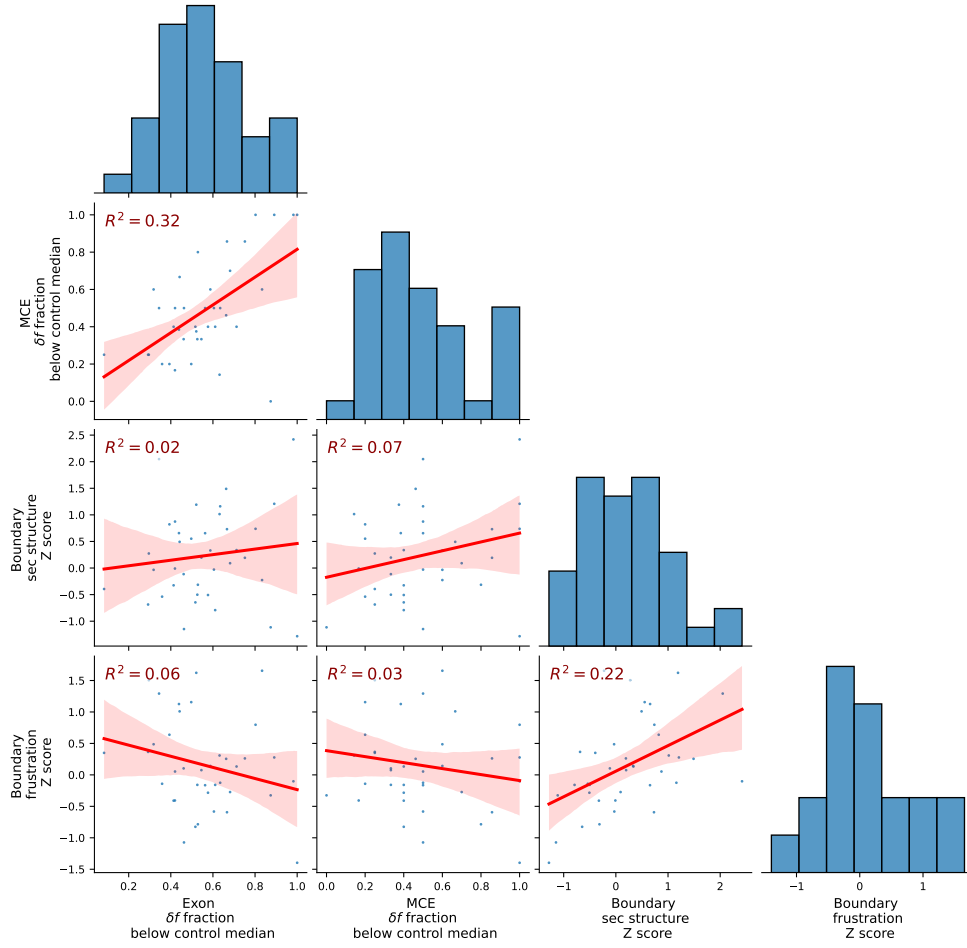 R² = 0.32
1.0
0.8
0.6
0.4
0.2
0.0
MCE
δf fraction
below control median
R² = 0.02
R² = 0.07
2.5
2.0
1.5
1.0
0.5
0.0
−0.5
−1.0
Boundary
sec structure
Z score
R² = 0.06
R² = 0.03
R² = 0.22
1.5
1.0
0.5
0.0
−0.5
−1.0
−1.5
Boundary
frustration
Z score
0.2 0.4 0.6 0.8 1.0
Exon
δf fraction
below control median
0.0 0.2 0.4 0.6 0.8 1.0
MCE
δf fraction
below control median
−1 0 1 2
Boundary
sec structure
Z score
−1 0 1
Boundary
frustration
Z score